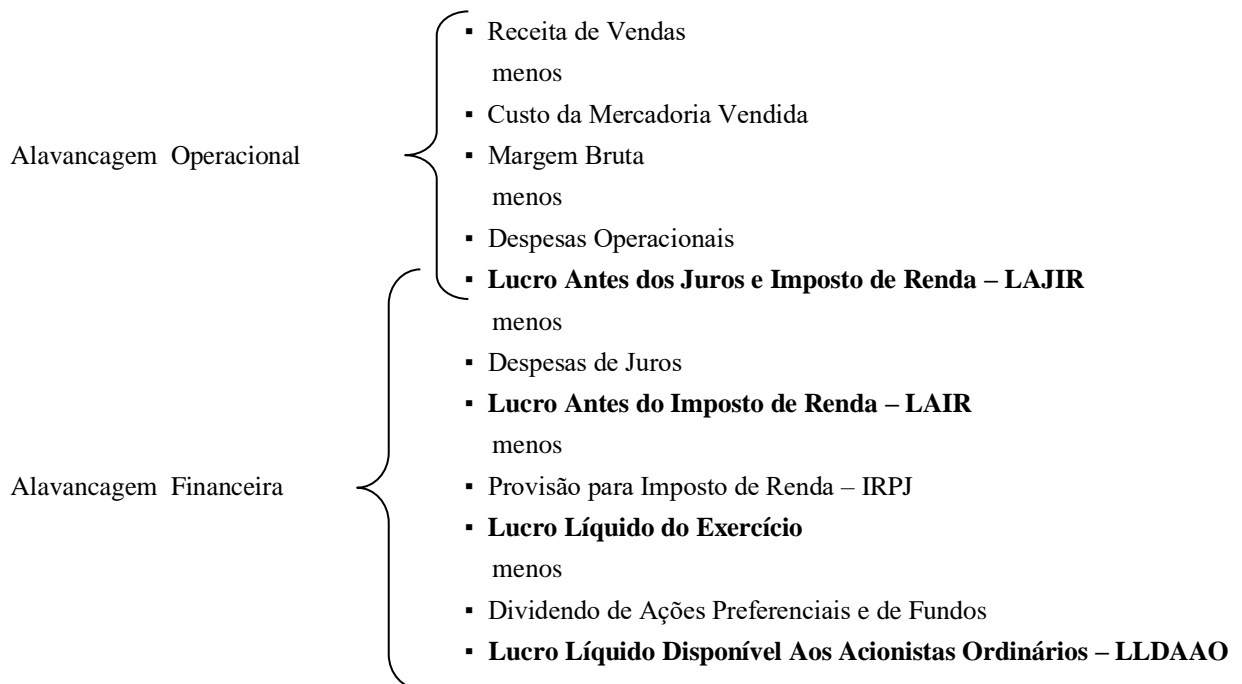 ▪ Receita de Vendas
menos
▪ Custo da Mercadoria Vendida
Alavancagem Operacional
▪ Margem Bruta
menos
▪ Despesas Operacionais
▪ Lucro Antes dos Juros e Imposto de Renda – LAJIR
menos
▪ Despesas de Juros
▪ Lucro Antes do Imposto de Renda – LAIR
menos
Alavancagem Financeira
▪ Provisão para Imposto de Renda – IRPJ
▪ Lucro Líquido do Exercício
menos
▪ Dividendo de Ações Preferenciais e de Fundos
▪ Lucro Líquido Disponível Aos Acionistas Ordinários – LLDAAO